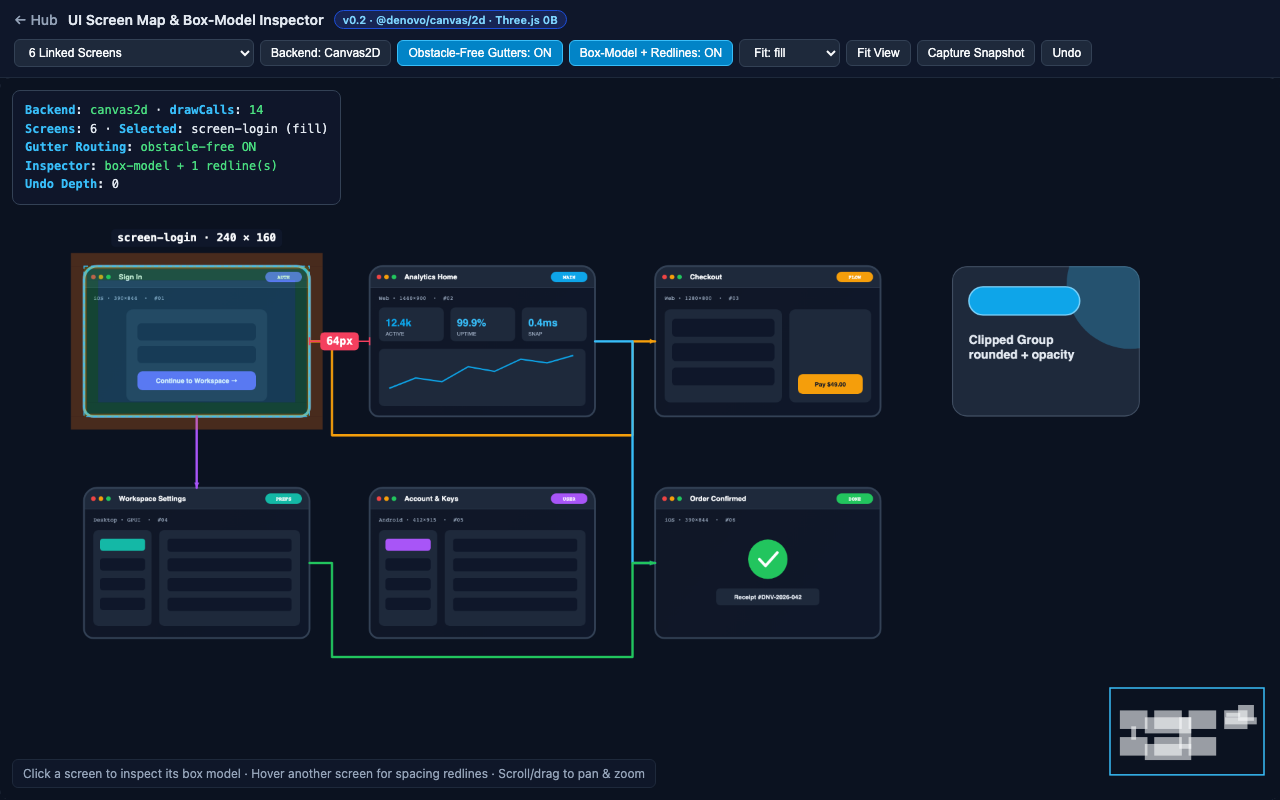 ← Hub UI Screen Map & Box-Model Inspector v0.2 · @denovo/canvas/2d · Three.js 0B
6 Linked Screens Backend: Canvas2D Obstacle-Free Gutters: ON Box-Model + Redlines: ON Fit: fill Fit View Capture Snapshot Undo
Backend: canvas2d · drawCalls: 14
Screens: 6 · Selected: screen-login (fill)
Gutter Routing: obstacle-free ON
Inspector: box-model + 1 redline(s)
Undo Depth: 0
screen-login · 240 × 160
Sign In AUTH
iOS · 390×844 · #01
Continue to Workspace →
64px
Analytics Home MAIN
Web · 1440×900 · #02
12.4k 99.9% 0.4ms
ACTIVE UPTIME SNAP
Checkout FLOW
Web · 1280×800 · #03
Pay $49.00
Clipped Group
rounded + opacity
Workspace Settings PREFS
Desktop · GPUI · #04
Account & Keys USER
Android · 412×915 · #05
Order Confirmed DONE
iOS · 390×844 · #06
Receipt #DNV-2026-042
Click a screen to inspect its box model · Hover another screen for spacing redlines · Scroll/drag to pan & zoom